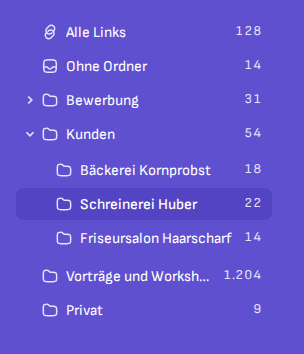 Alle Links 128
Ohne Ordner 14
Bewerbung 31
Kunden 54
Bäckerei Kornprobst 18
Schreinerei Huber 22
Friseursalon Haarscharf 14
Vorträge und Worksh... 1.204
Privat 9